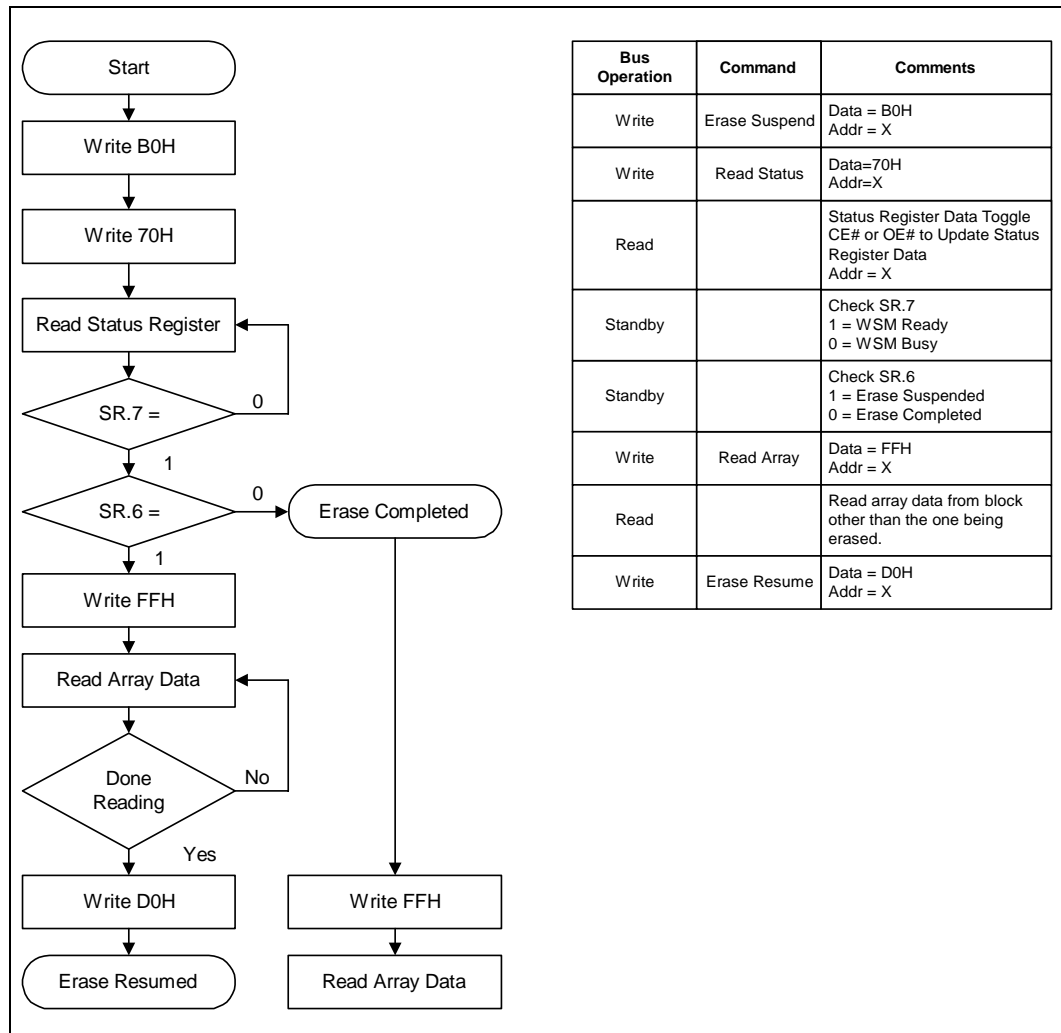 Start
Write B0H
Write 70H
Read Status Register
SR.7 =
0
1
SR.6 =
0
Erase Completed
1
Write FFH
Read Array Data
Done
Reading
No
Yes
Write D0H
Write FFH
Erase Resumed
Read Array Data
Bus
Operation
Command
Comments
Write
Erase Suspend
Data = B0H
Addr = X
Write
Read Status
Data=70H
Addr=X
Read
Status Register Data Toggle
CE# or OE# to Update Status
Register Data
Addr = X
Standby
Check SR.7
1 = WSM Ready
0 = WSM Busy
Standby
Check SR.6
1 = Erase Suspended
0 = Erase Completed
Write
Read Array
Data = FFH
Addr = X
Read
Read array data from block
other than the one being
erased.
Write
Erase Resume
Data = D0H
Addr = X